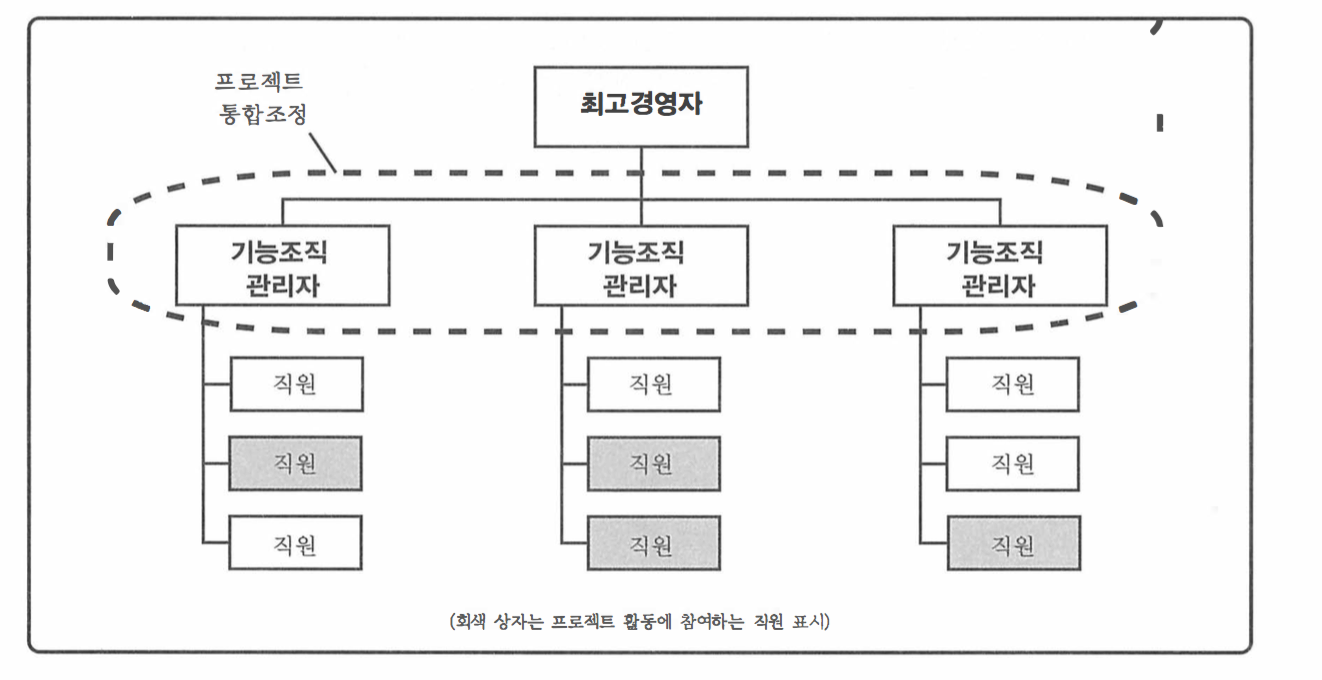 프로젝트
통합조정
최고경영자
기능조직
관리자
기능조직
관리자
기능조직
관리자
직원
직원
직원
직원
직원
직원
직원
직원
직원
(회색 상자는 프로젝트 활동에 참여하는 직원 표시)